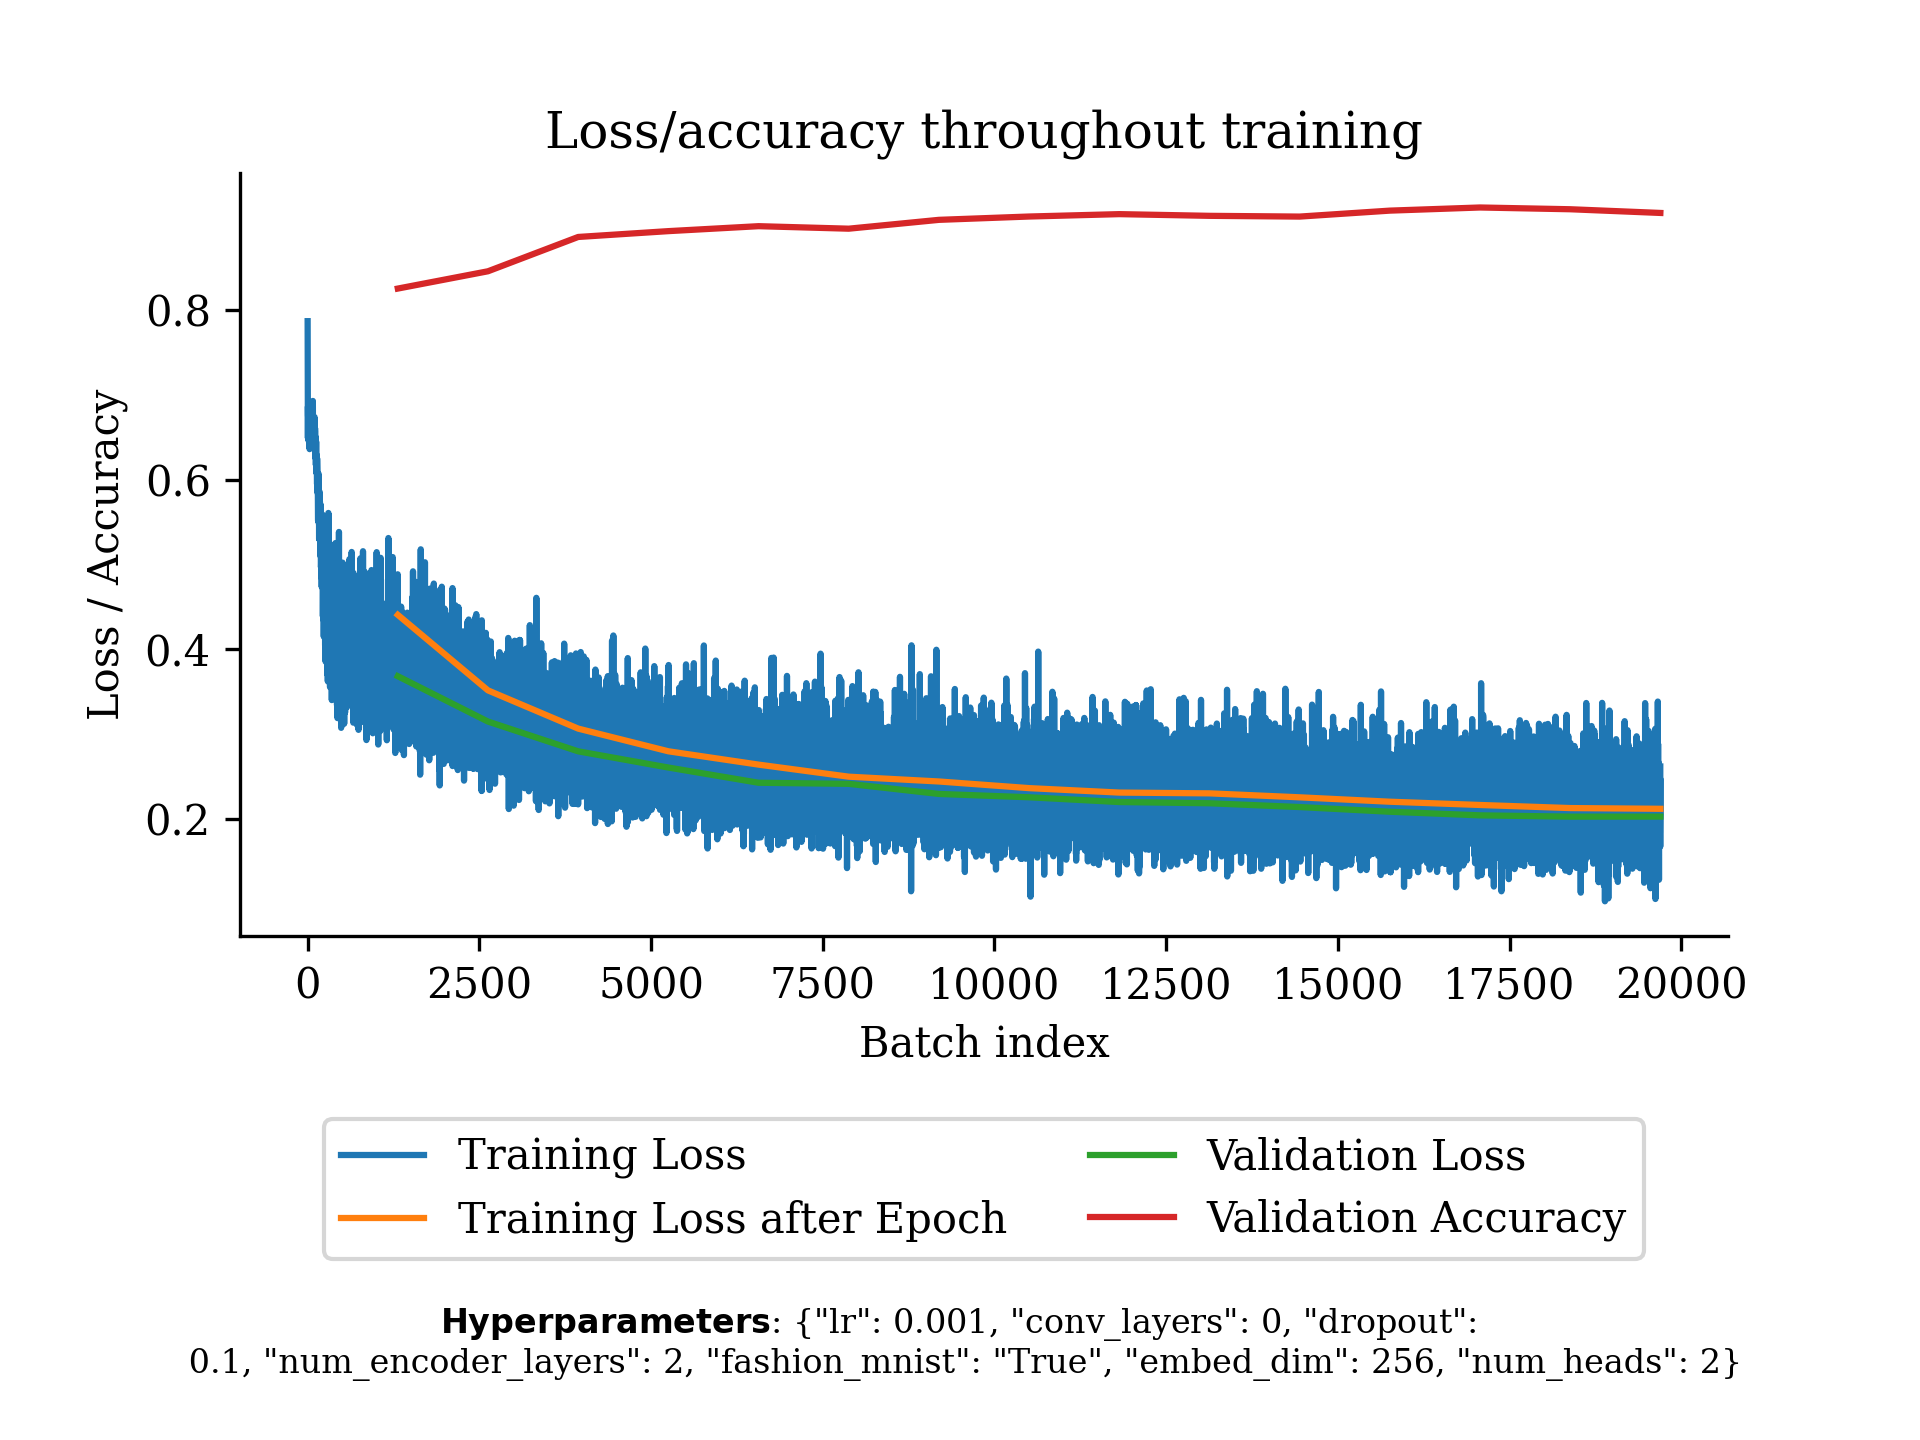 Loss/accuracy throughout training
Loss / Accuracy
0.8
0.6
0.4
0.2
0 2500 5000 7500 10000 12500 15000 17500 20000
Batch index
Training Loss
Training Loss after Epoch
Validation Loss
Validation Accuracy
Hyperparameters: {"lr": 0.001, "conv_layers": 0, "dropout":
0.1, "num_encoder_layers": 2, "fashion_mnist": "True", "embed_dim": 256, "num_heads": 2}